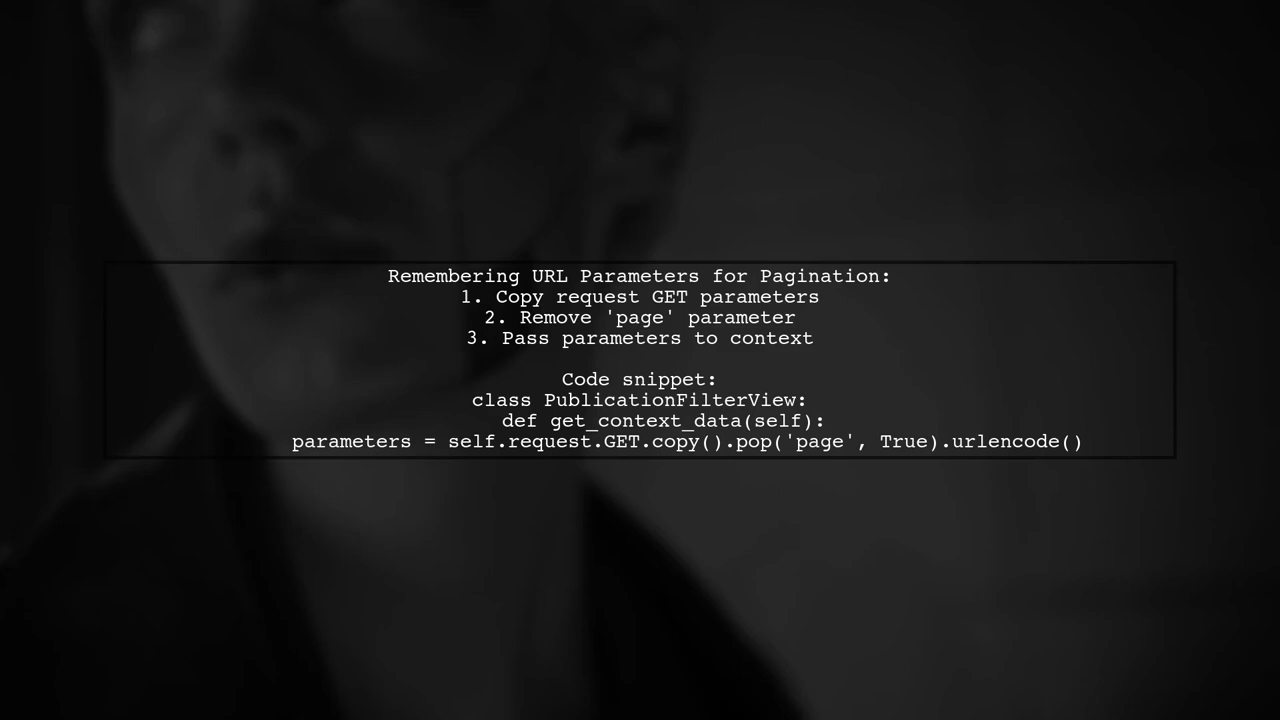 Remembering URL Parameters for Pagination:
1. Copy request GET parameters
2. Remove 'page' parameter
3. Pass parameters to context
Code snippet:
class PublicationFilterView:
def get_context_data(self):
parameters = self.request.GET.copy().pop('page', True).urlencode()